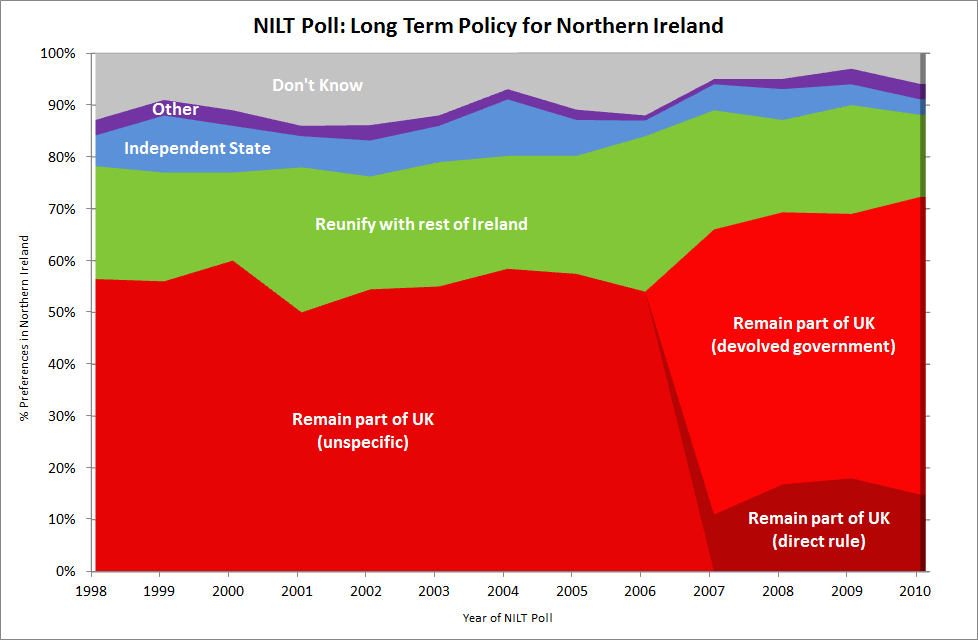 NILT Poll: Long Term Policy for Northern Ireland
100%
90%
80%
70%
60%
50%
40%
30%
20%
10%
0%
% Preferences in Northern Ireland
Don't Know
Other
Independent State
Reunify with rest of Ireland
Remain part of UK
(devolved government)
Remain part of UK
(unspecific)
Remain part of UK
(direct rule)
1998 1999 2000 2001 2002 2003 2004 2005 2006 2007 2008 2009 2010
Year of NILT Poll